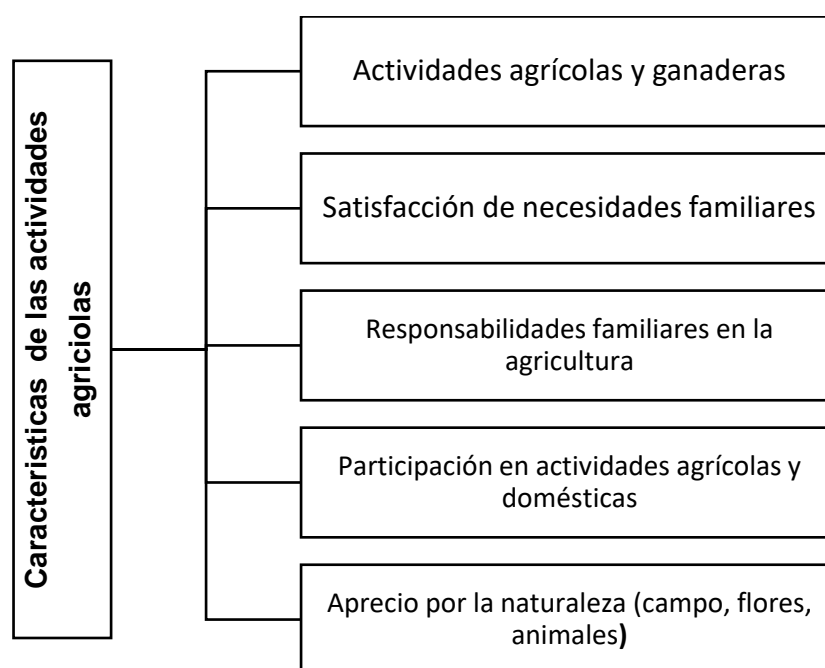 Caracteristicas de las actividades
agriciolas
Actividades agrícolas y ganaderas
Satisfacción de necesidades familiares
Responsabilidades familiares en la
agricultura
Participación en actividades agrícolas y
domésticas
Aprecio por la naturaleza (campo, flores,
animales)